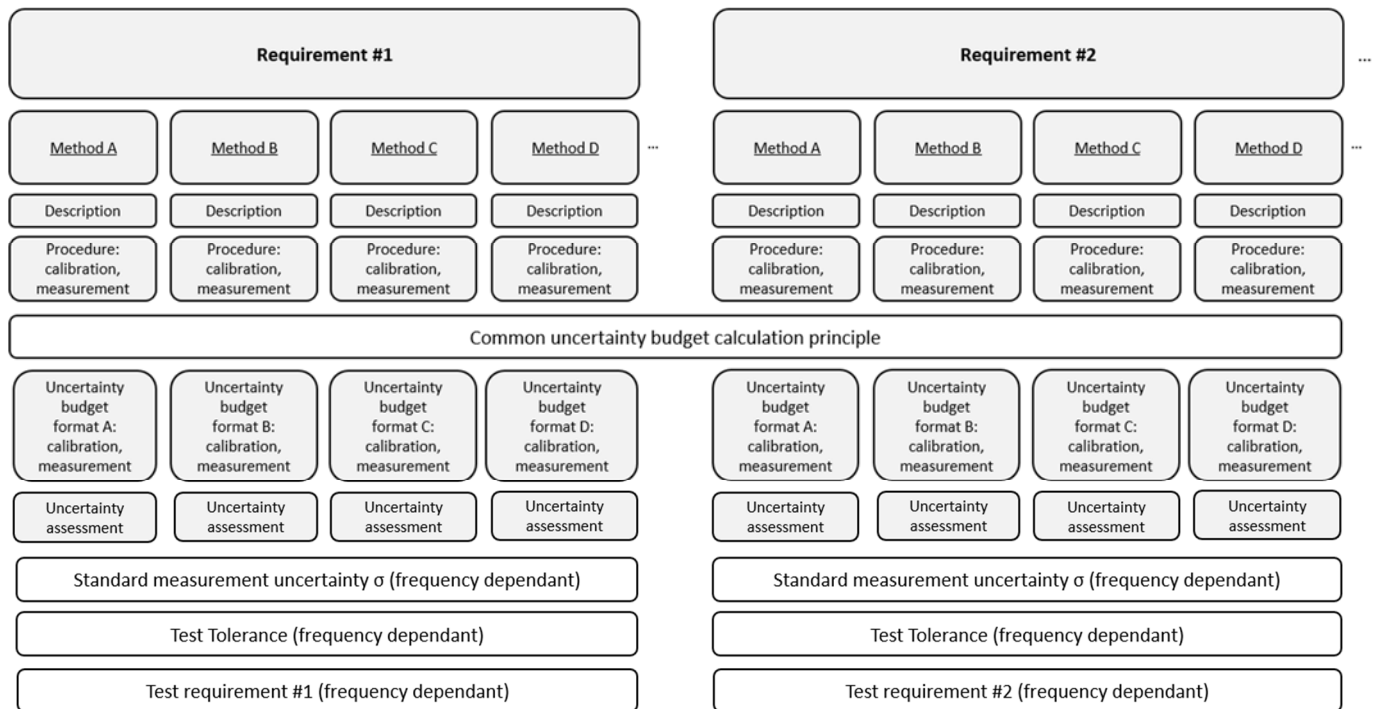 Requirement #1
Requirement #2
...
Method A
Method B
Method C
Method D
...
Method A
Method B
Method C
Method D
...
Description
Description
Description
Description
Description
Description
Description
Description
Procedure:
calibration,
measurement
Procedure:
calibration,
measurement
Procedure:
calibration,
measurement
Procedure:
calibration,
measurement
Procedure:
calibration,
measurement
Procedure:
calibration,
measurement
Procedure:
calibration,
measurement
Procedure:
calibration,
measurement
Common uncertainty budget calculation principle
Uncertainty
budget
format A:
calibration,
measurement
Uncertainty
budget
format B:
calibration,
measurement
Uncertainty
budget
format C:
calibration,
measurement
Uncertainty
budget
format D:
calibration,
measurement
Uncertainty
budget
format A:
calibration,
measurement
Uncertainty
budget
format B:
calibration,
measurement
Uncertainty
budget
format C:
calibration,
measurement
Uncertainty
budget
format D:
calibration,
measurement
Uncertainty
assessment
Uncertainty
assessment
Uncertainty
assessment
Uncertainty
assessment
Uncertainty
assessment
Uncertainty
assessment
Uncertainty
assessment
Uncertainty
assessment
Standard measurement uncertainty σ (frequency dependant)
Standard measurement uncertainty σ (frequency dependant)
Test Tolerance (frequency dependant)
Test Tolerance (frequency dependant)
Test requirement #1 (frequency dependant)
Test requirement #2 (frequency dependant)